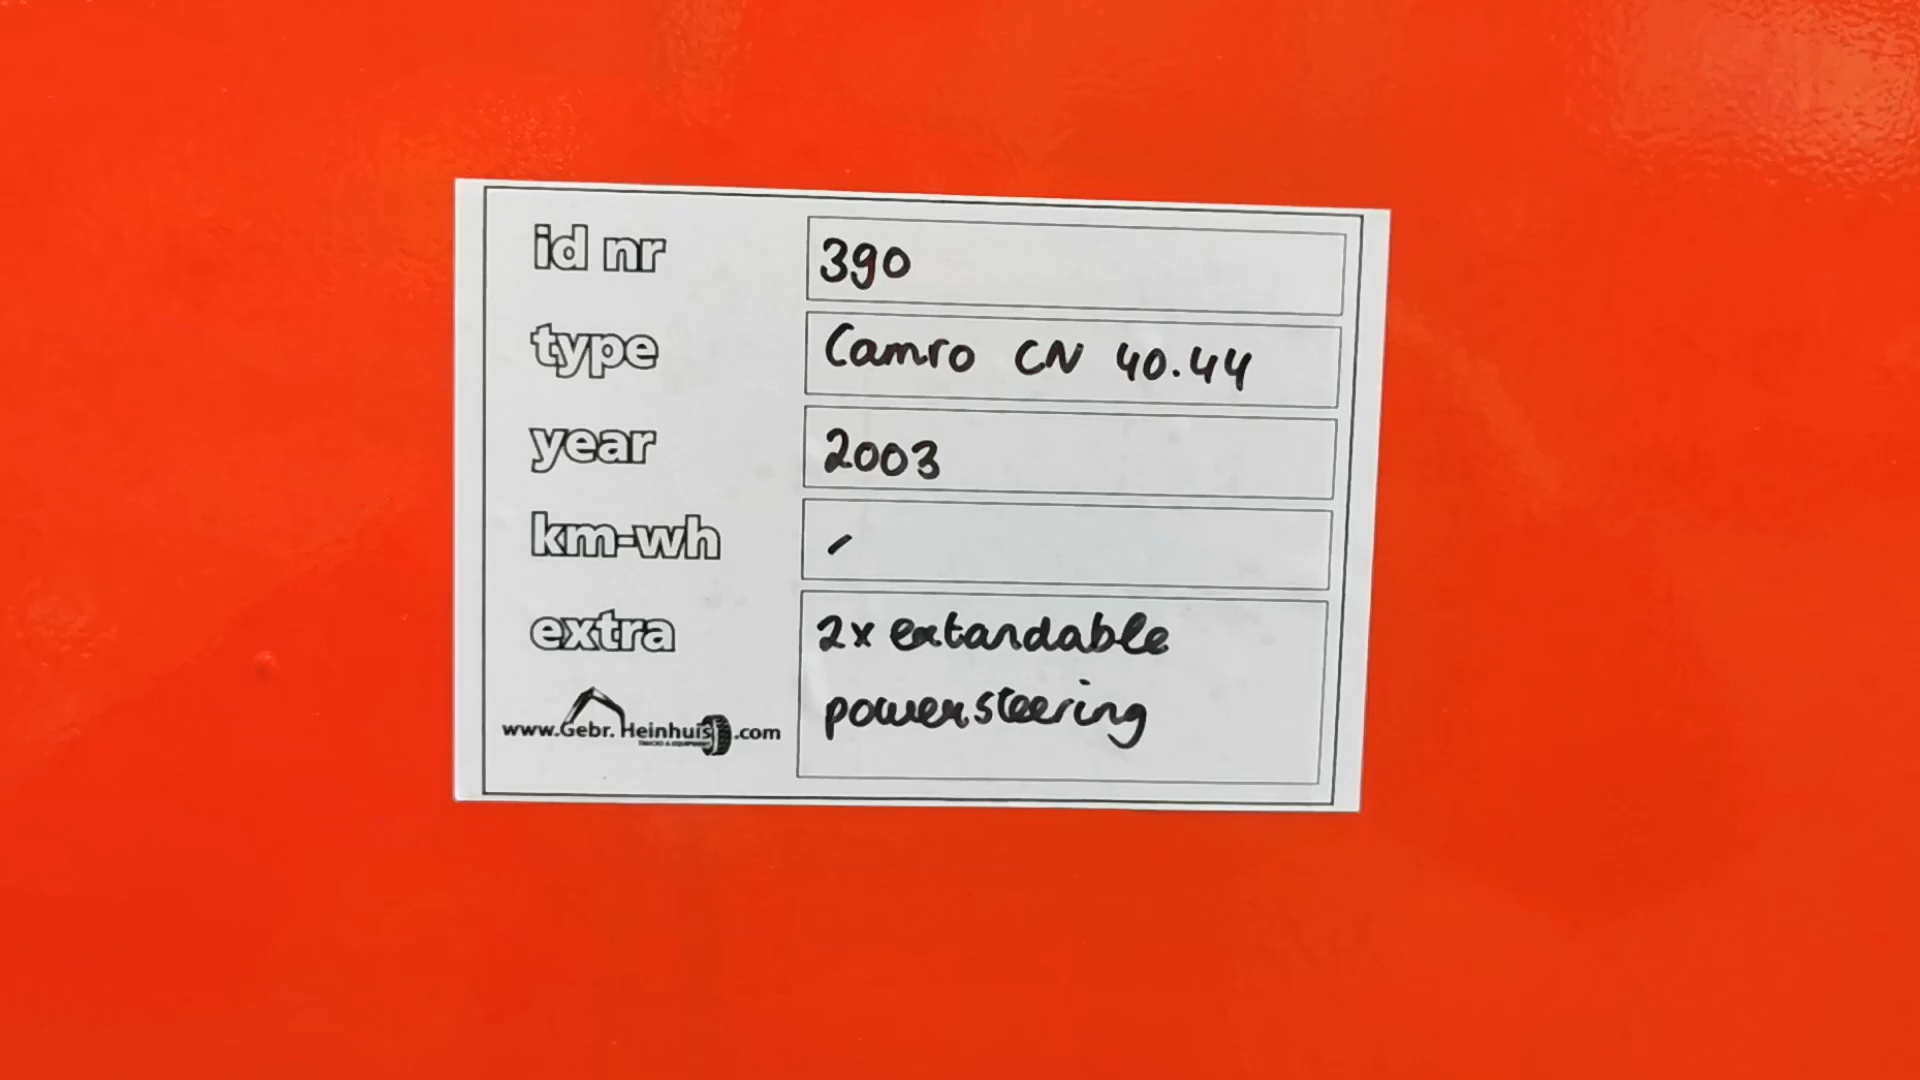 id nr 390
type Camro CN 40.44
year 2003
km-wh -
extra 2x extandable
powersteering
www.Gebr.Heinhuis.com